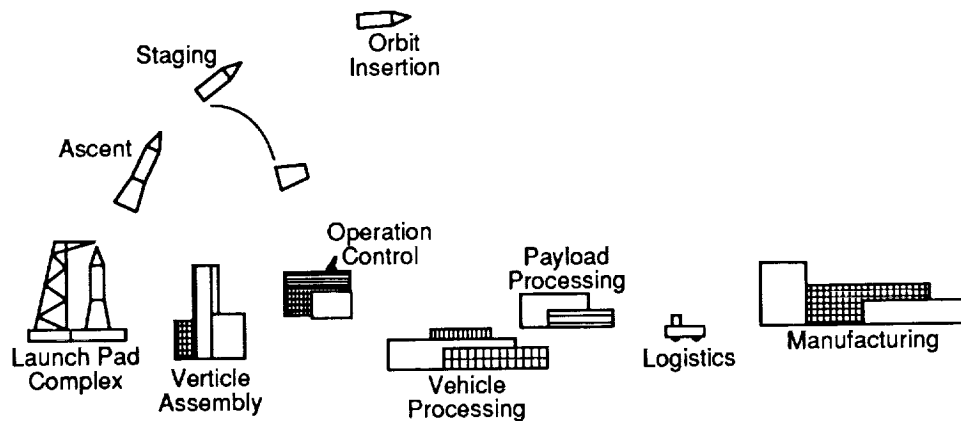 Orbit
Insertion
Staging
Ascent
Operation
Control
Payload
Processing
Launch Pad
Complex
Verticle
Assembly
Vehicle
Processing
Logistics
Manufacturing